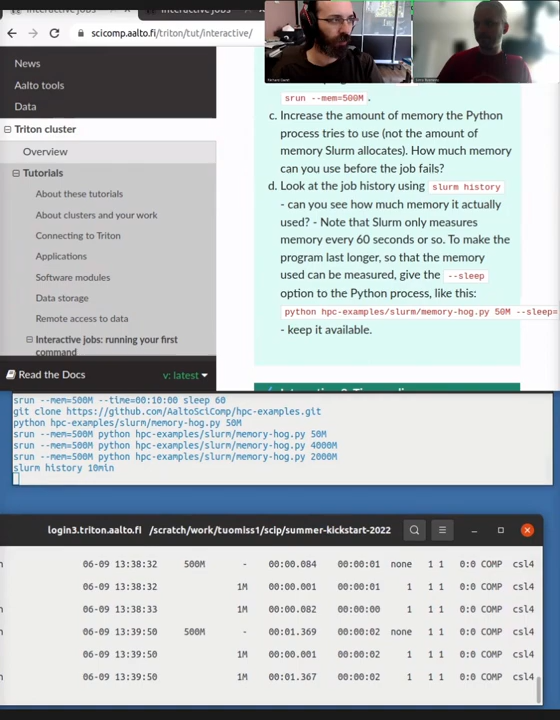 scicomp.aalto.fi/triton/tut/interactive/
News
Aalto tools
Data
Triton cluster
Overview
Tutorials
About these tutorials
About clusters and your work
Connecting to Triton
Applications
Software modules
Data storage
Remote access to data
Interactive jobs: running your first
command
Read the Docs
v: latest
srun --mem=500M .
c. Increase the amount of memory the Python
process tries to use (not the amount of
memory Slurm allocates). How much memory
can you use before the job fails?
d. Look at the job history using slurm history
- can you see how much memory it actually
used? - Note that Slurm only measures
memory every 60 seconds or so. To make the
program last longer, so that the memory
used can be measured, give the --sleep
option to the Python process, like this:
python hpc-examples/slurm/memory-hog.py 50M --sleep=
- keep it available.
srun --mem=500M --time=00:10:00 sleep 60
git clone https://github.com/AaltoSciComp/hpc-examples.git
python hpc-examples/slurm/memory-hog.py 50M
srun --mem=500M python hpc-examples/slurm/memory-hog.py 50M
srun --mem=500M python hpc-examples/slurm/memory-hog.py 4000M
srun --mem=500M python hpc-examples/slurm/memory-hog.py 2000M
slurm history 10min
login3.triton.aalto.fi /scratch/work/tuomiss1/scip/summer-kickstart-2022
n 06-09 13:38:32 500M - 00:00.084 00:00:01 none 1 1 0:0 COMP csl4
06-09 13:38:32 1M 00:00.001 00:00:01 1 1 1 0:0 COMP csl4
n 06-09 13:38:33 1M 00:00.082 00:00:00 1 1 1 0:0 COMP csl4
n 06-09 13:39:50 500M - 00:01.369 00:00:02 none 1 1 0:0 COMP csl4
06-09 13:39:50 1M 00:00.001 00:00:02 1 1 1 0:0 COMP csl4
n 06-09 13:39:50 1M 00:01.367 00:00:02 1 1 1 0:0 COMP csl4